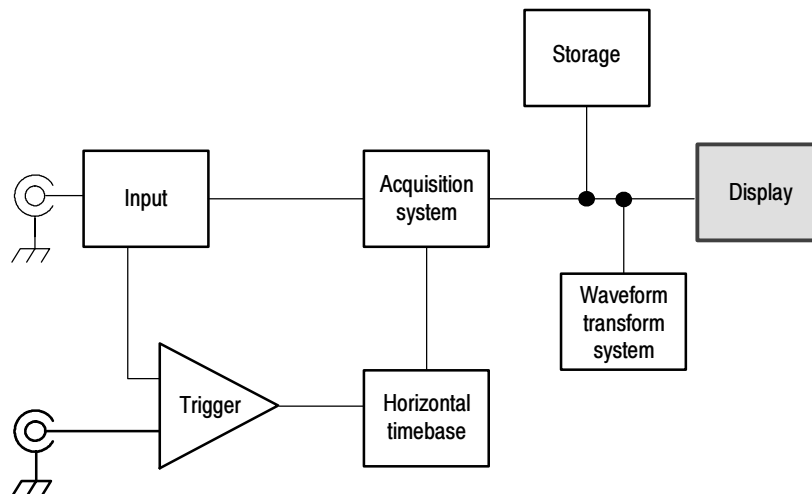 Storage
Input
Acquisition
system
Display
Waveform
transform
system
Trigger
Horizontal
timebase